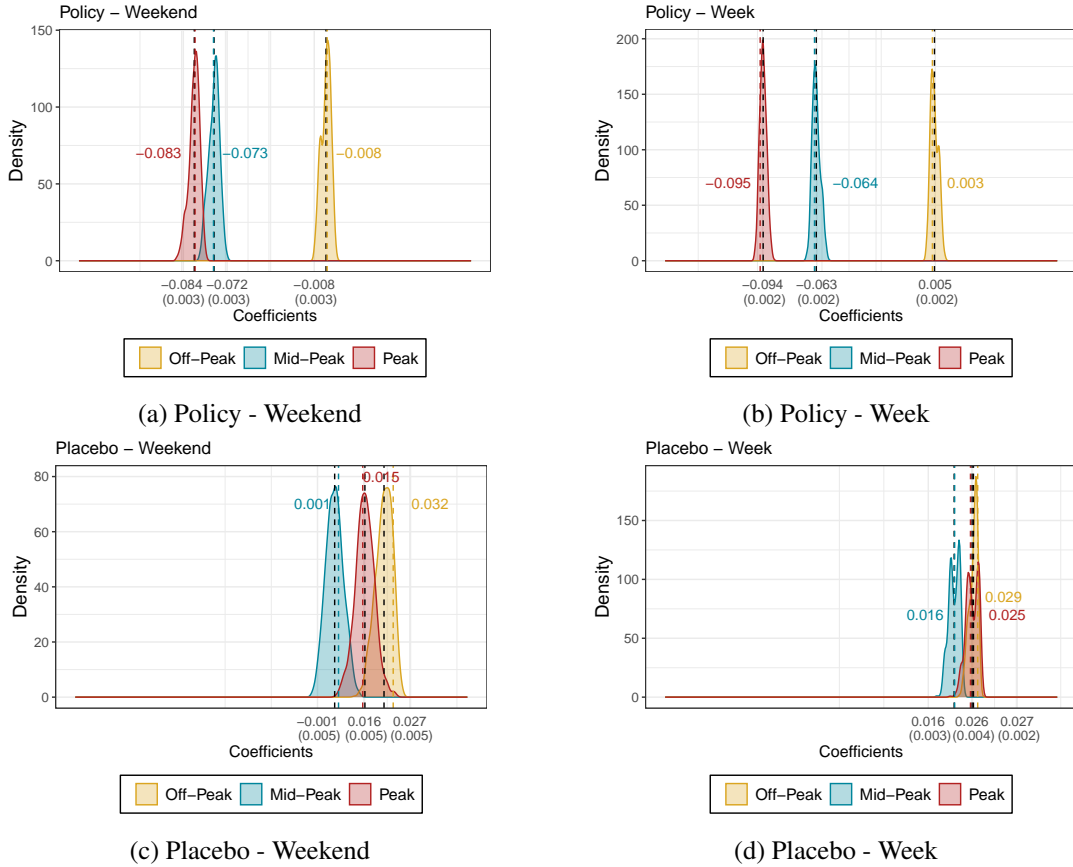 Policy − Weekend
150
100
50
0
Density
−0.083
−0.073
−0.008
−0.084 −0.072 −0.008
(0.003) (0.003) (0.003)
Coefficients
Off−Peak Mid−Peak Peak
(a) Policy - Weekend
Policy − Week
200
150
100
50
0
Density
−0.095
−0.064
0.003
−0.094 −0.063 0.005
(0.002) (0.002) (0.002)
Coefficients
Off−Peak Mid−Peak Peak
(b) Policy - Week
Placebo − Weekend
80
60
40
20
0
Density
0.001
0.015
0.032
−0.001 0.016 0.027
(0.005) (0.005) (0.005)
Coefficients
Off−Peak Mid−Peak Peak
(c) Placebo - Weekend
Placebo − Week
150
100
50
0
Density
0.016
0.029
0.025
0.016 0.026 0.027
(0.003) (0.004) (0.002)
Coefficients
Off−Peak Mid−Peak Peak
(d) Placebo - Week